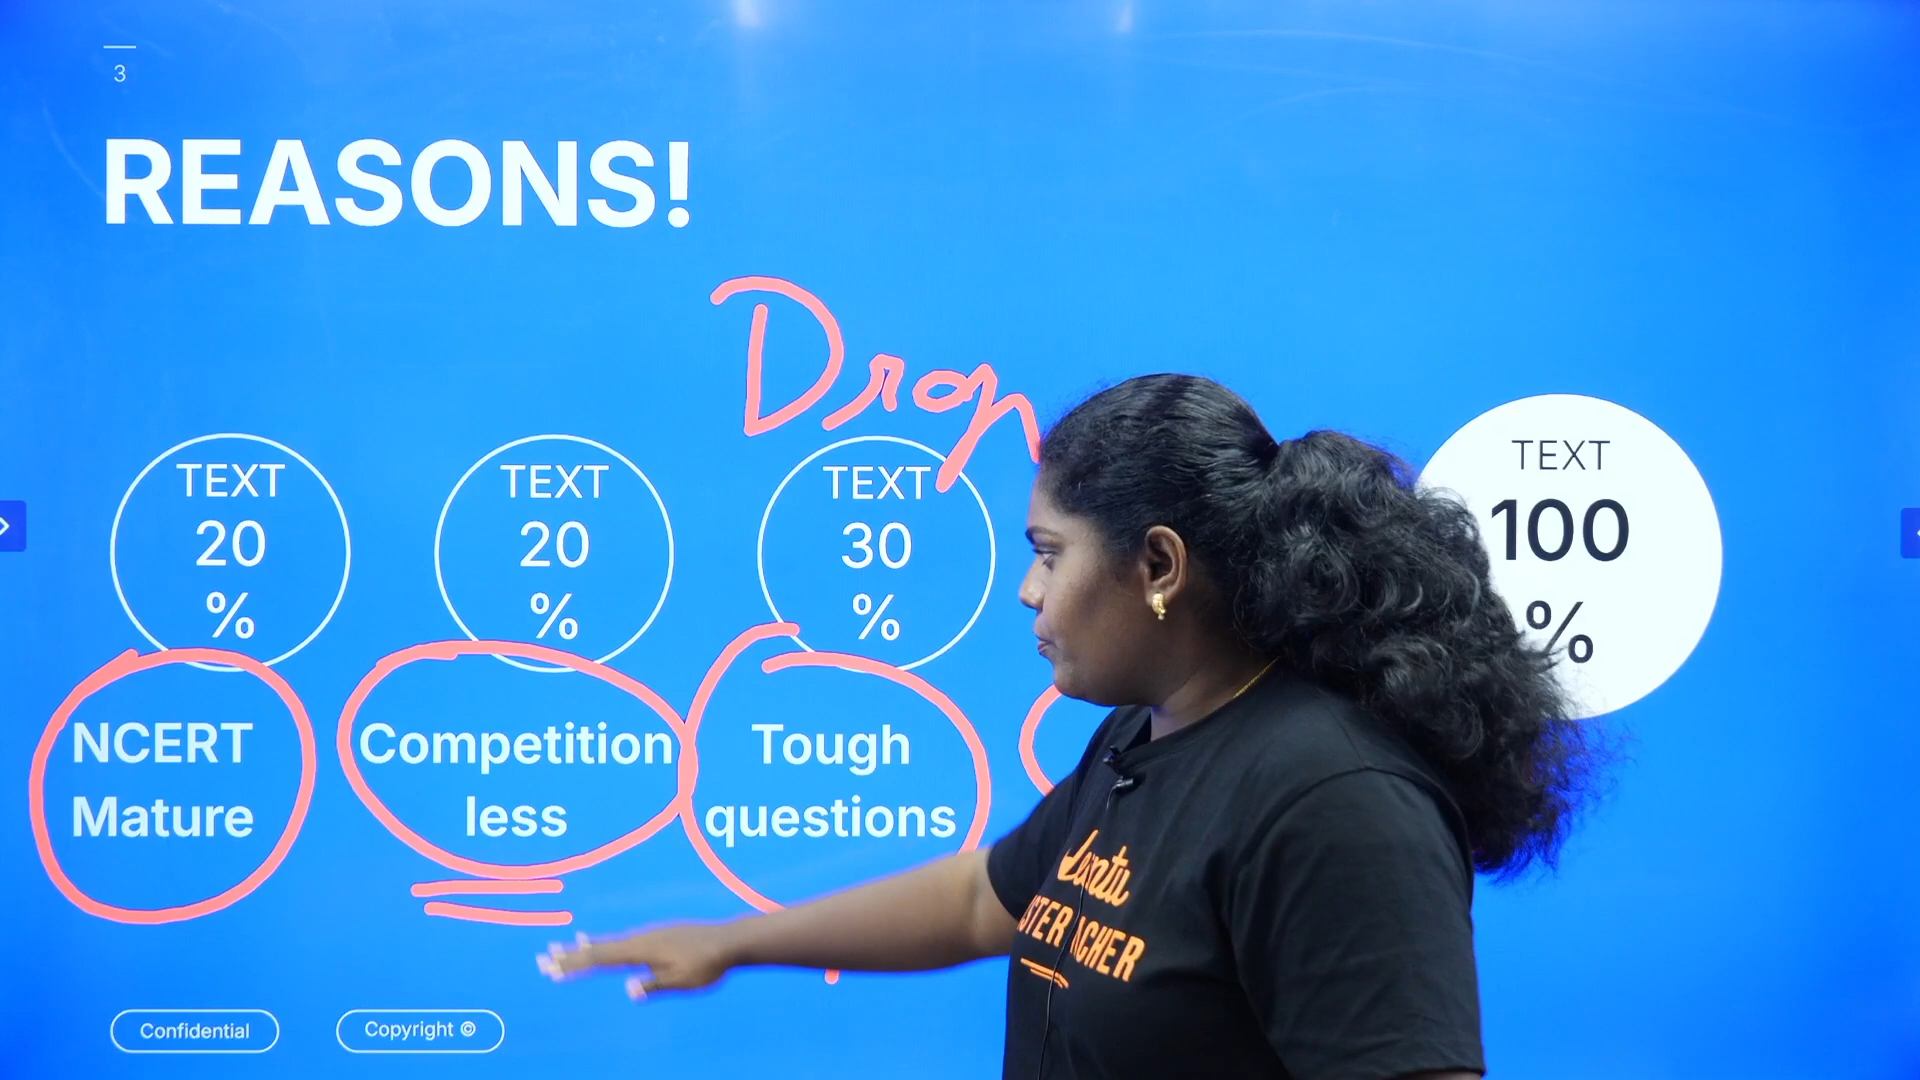 3
REASONS!
Drop
TEXT
20
%
TEXT
20
%
TEXT
30
%
TEXT
100
%
NCERT
Mature
Competition
less
Tough
questions
Confidential
Copyright ©